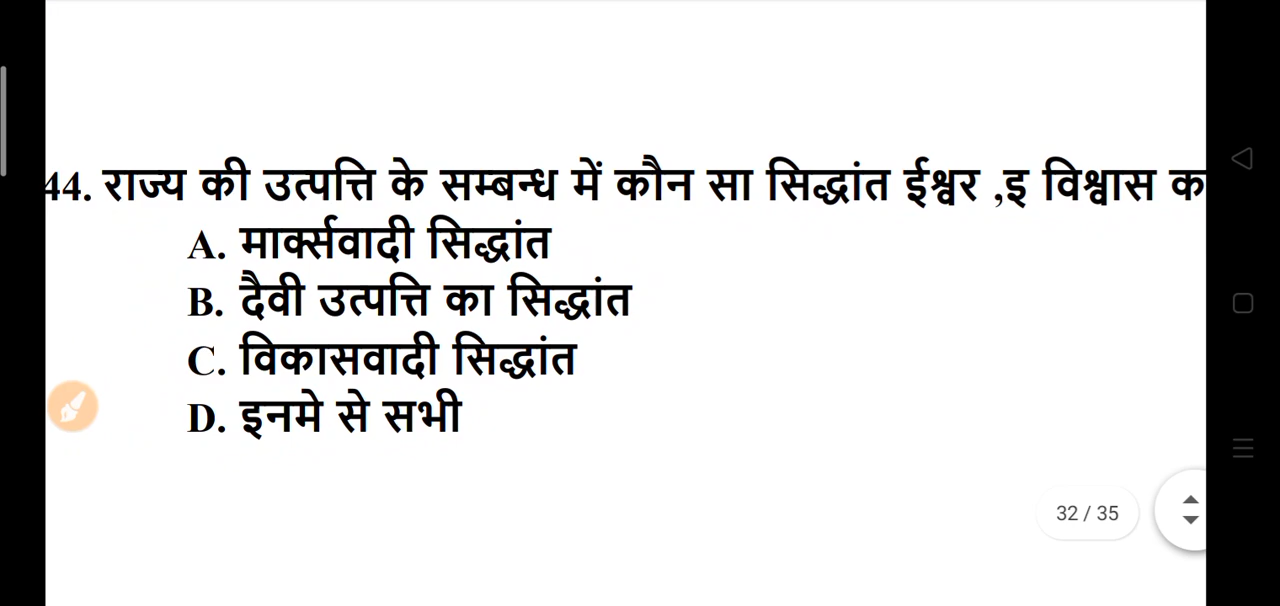 44. राज्य की उत्पत्ति के सम्बन्ध में कौन सा सिद्धांत ईश्वर ,इ विश्वास क
A. मार्क्सवादी सिद्धांत
B. दैवी उत्पत्ति का सिद्धांत
C. विकासवादी सिद्धांत
D. इनमे से सभी
32 / 35